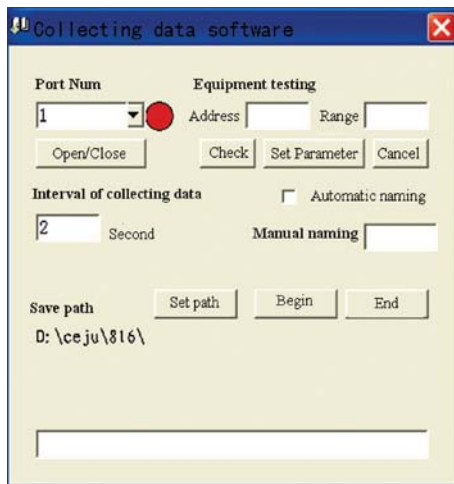 Collecting data software
Port Num Equipment testing
1 Address Range
Open/Close Check Set Parameter Cancel
Interval of collecting data Automatic naming
2 Second Manual naming
Save path Set path Begin End
D:\ceju\816\